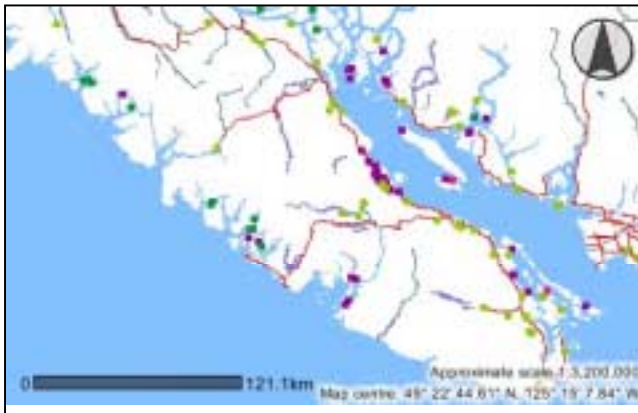 0 121.1km
Approximate scale 1:3,200,000
Map centre: 49° 22' 44.61" N, 125° 15' 7.84" W